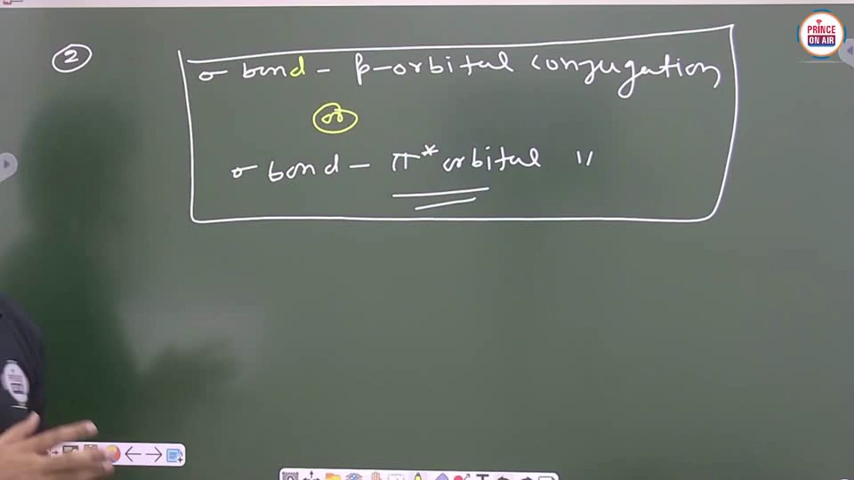 ②
σ bond - p-orbital conjugation
or
σ bond - π* orbital "
PRINCE
ON AIR